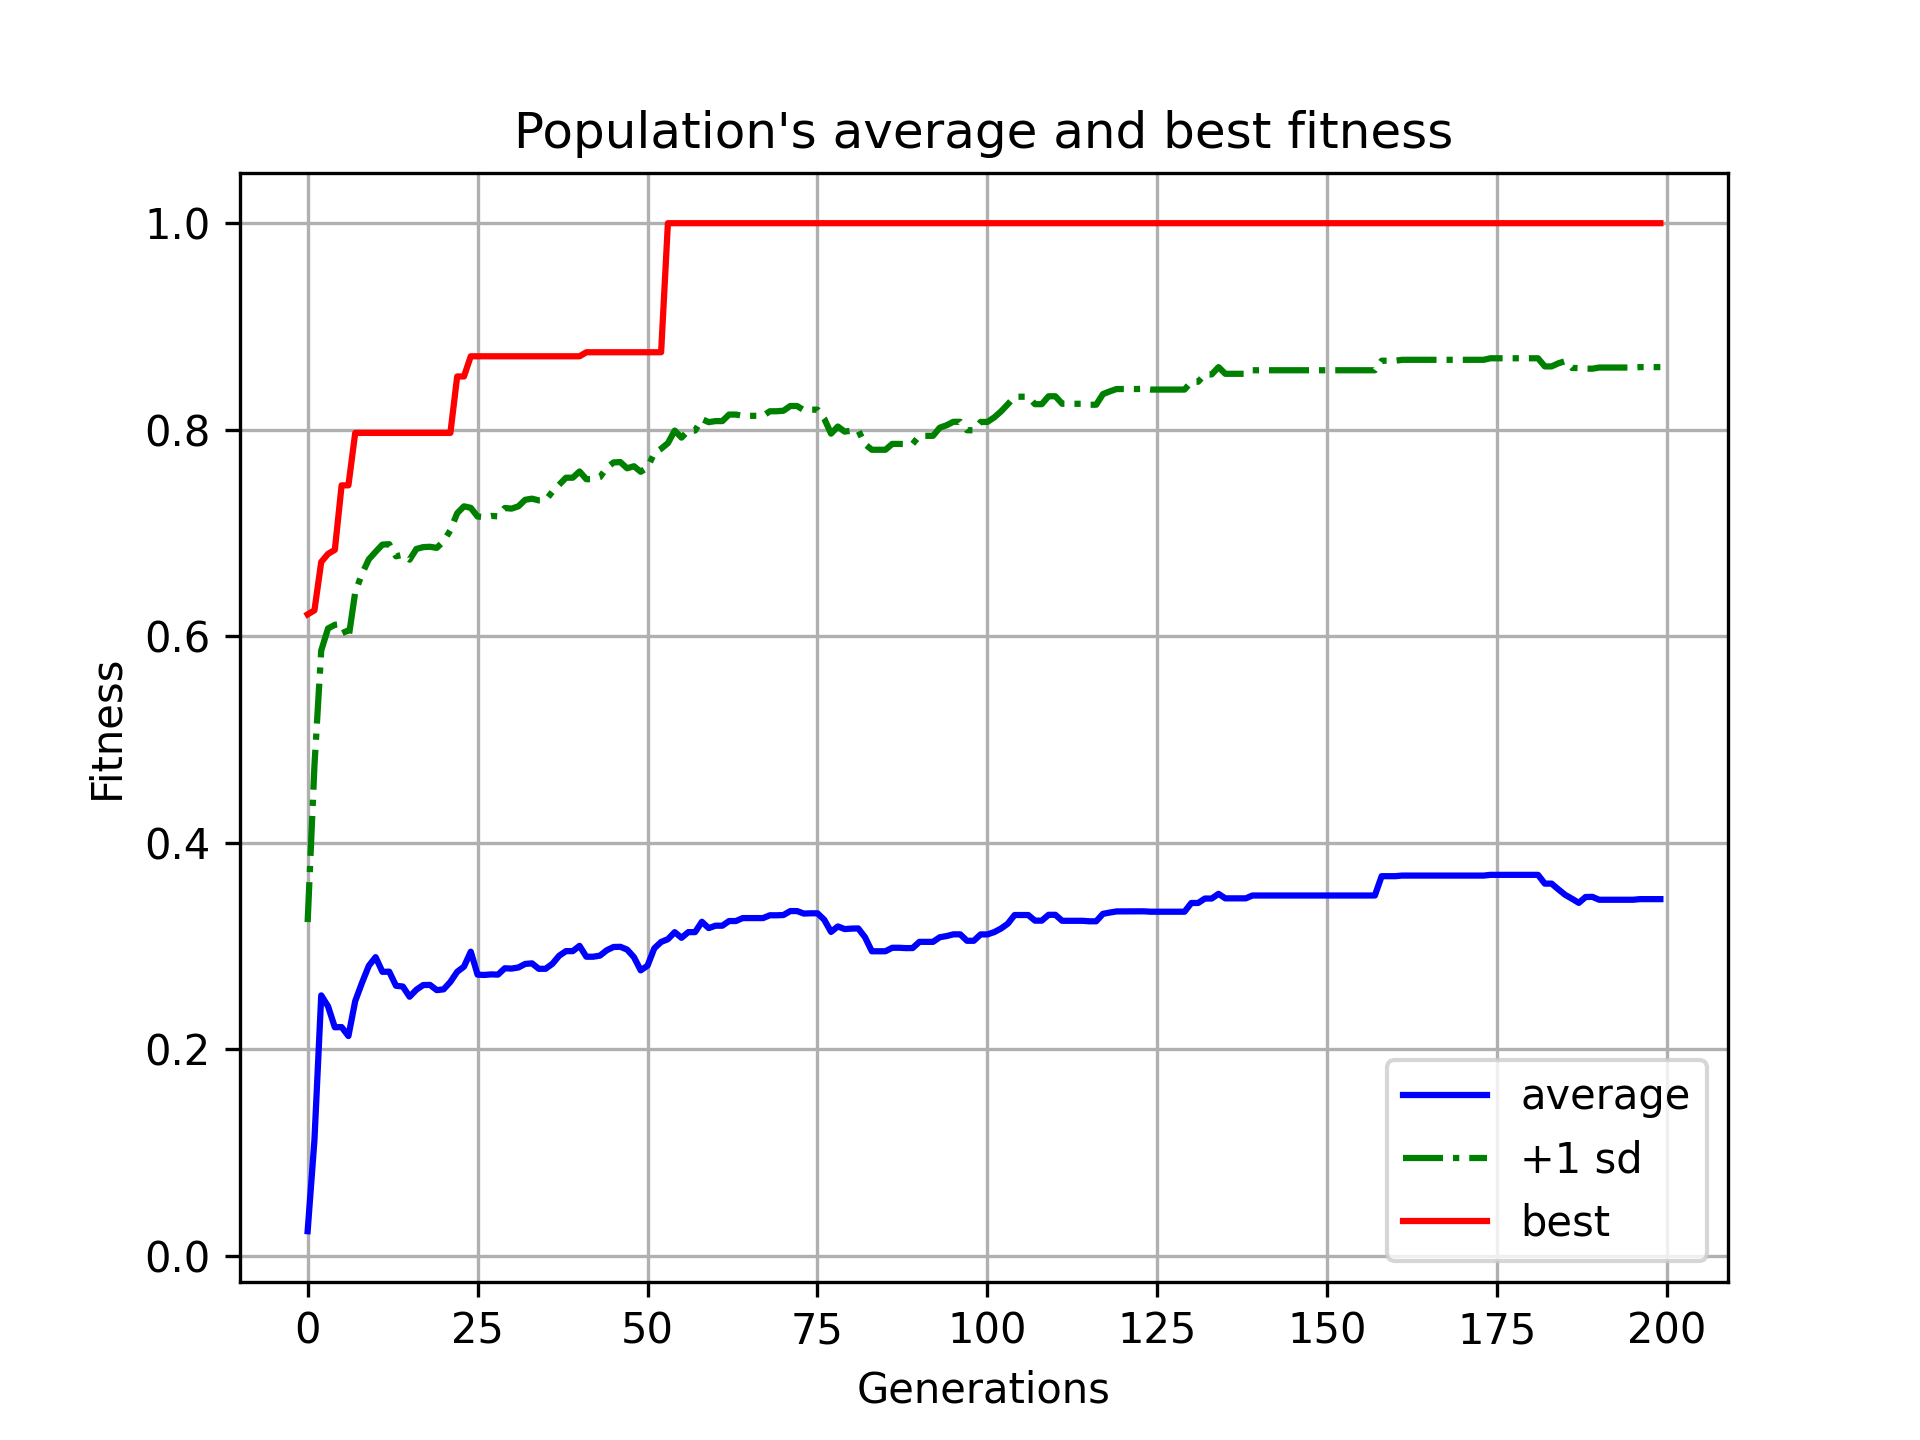 Population's average and best fitness
1.0
0.8
0.6
0.4
0.2
0.0
Fitness
average
+1 sd
best
0 25 50 75 100 125 150 175 200
Generations